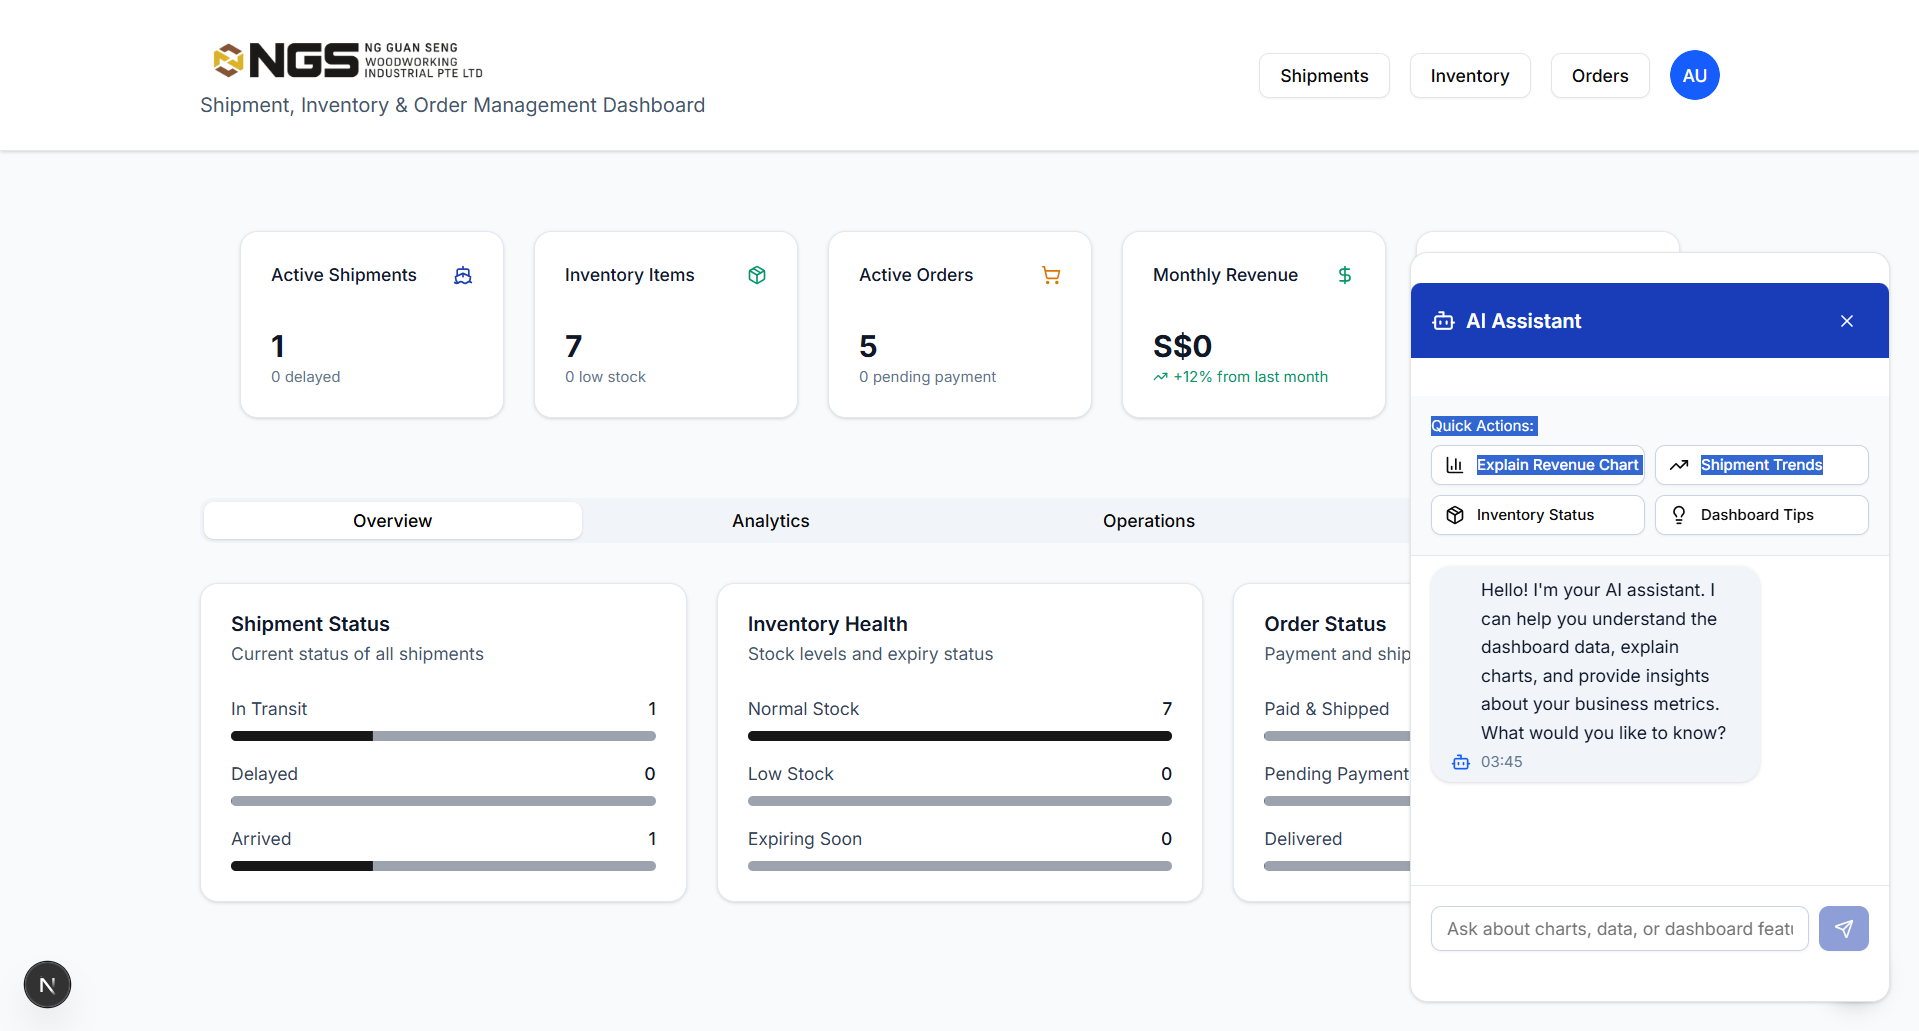 NGS
NG GUAN SENG
WOODWORKING
INDUSTRIAL PTE LTD
Shipment, Inventory & Order Management Dashboard
Shipments
Inventory
Orders
AU
Active Shipments
1
0 delayed
Inventory Items
7
0 low stock
Active Orders
5
0 pending payment
Monthly Revenue
S$0
+12% from last month
Overview
Analytics
Operations
Shipment Status
Current status of all shipments
In Transit
1
Delayed
0
Arrived
1
Inventory Health
Stock levels and expiry status
Normal Stock
7
Low Stock
0
Expiring Soon
0
Order Status
Payment and ship
Paid & Shipped
Pending Payment
Delivered
AI Assistant
Quick Actions:
Explain Revenue Chart
Shipment Trends
Inventory Status
Dashboard Tips
Hello! I'm your AI assistant. I
can help you understand the
dashboard data, explain
charts, and provide insights
about your business metrics.
What would you like to know?
03:45
Ask about charts, data, or dashboard featu
N